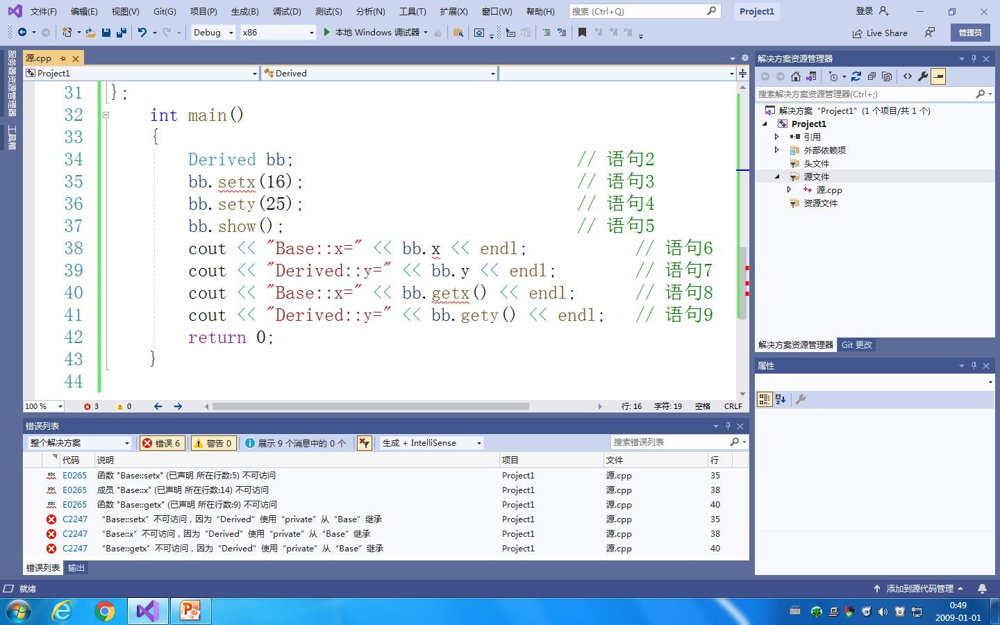 文件(F) 编辑(E) 视图(V) Git(G) 项目(P) 生成(B) 调试(D) 测试(S) 分析(N) 工具(T) 扩展(X) 窗口(W) 帮助(H) 搜索 (Ctrl+Q) Project1 登录
Debug x86 本地 Windows 调试器 Live Share 管理员
服务器资源管理器
工具箱
源.cpp
Project1 Derived
31 };
32 int main()
33 {
34 Derived bb; // 语句2
35 bb.setx(16); // 语句3
36 bb.sety(25); // 语句4
37 bb.show(); // 语句5
38 cout << "Base::x=" << bb.x << endl; // 语句6
39 cout << "Derived::y=" << bb.y << endl; // 语句7
40 cout << "Base::x=" << bb.getx() << endl; // 语句8
41 cout << "Derived::y=" << bb.gety() << endl; // 语句9
42 return 0;
43 }
44
100 % 3 0 行: 16 字符: 19 空格 CRLF
错误列表
整个解决方案 错误 6 警告 0 展示 9 个消息中的 0 个 生成 + IntelliSense 搜索错误列表
代码 说明 项目 文件 行
E0265 函数 "Base::setx" (已声明 所在行数:5) 不可访问 Project1 源.cpp 35
E0265 成员 "Base::x" (已声明 所在行数:14) 不可访问 Project1 源.cpp 38
E0265 函数 "Base::getx" (已声明 所在行数:9) 不可访问 Project1 源.cpp 40
C2247 “Base::setx”不可访问，因为“Derived”使用“private”从“Base”继承 Project1 源.cpp 35
C2247 “Base::x”不可访问，因为“Derived”使用“private”从“Base”继承 Project1 源.cpp 38
C2247 “Base::getx”不可访问，因为“Derived”使用“private”从“Base”继承 Project1 源.cpp 40
错误列表 输出
解决方案资源管理器
搜索解决方案资源管理器(Ctrl+;)
解决方案 "Project1" (1 个项目/共 1 个)
Project1
引用
外部依赖项
头文件
源文件
源.cpp
资源文件
解决方案资源管理器 Git 更改
属性
就绪 添加到源代码管理
0:49
2009-01-01